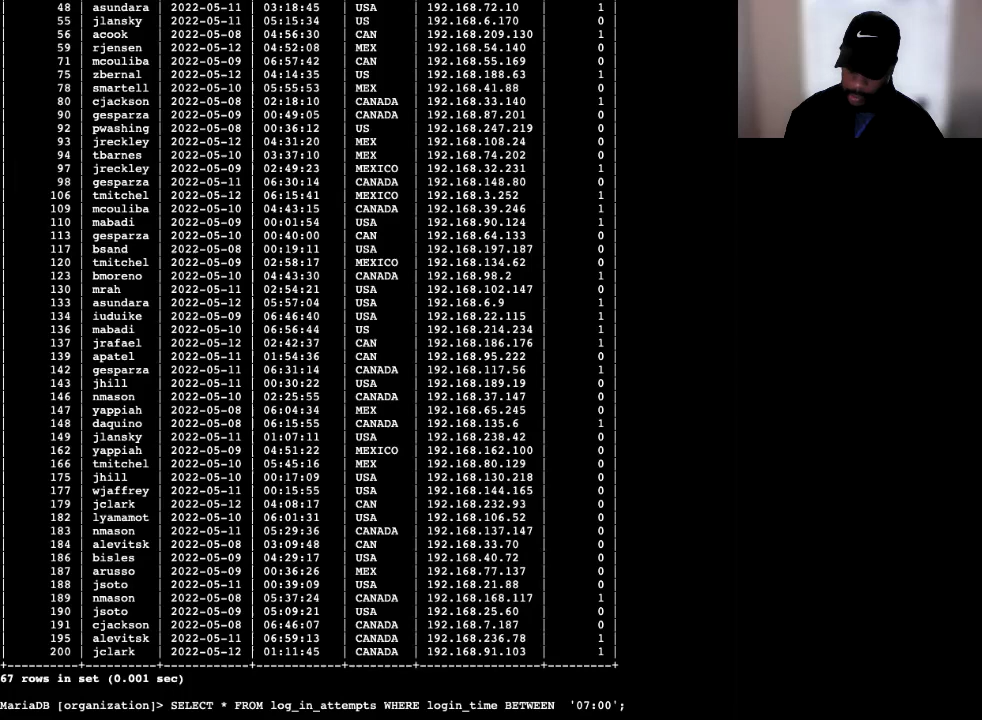 | 48 | asundara | 2022-05-11 | 03:18:45 | USA | 192.168.72.10 | 1 |
| 55 | jlansky | 2022-05-11 | 05:15:34 | US | 192.168.6.170 | 0 |
| 56 | acook | 2022-05-08 | 04:56:30 | CAN | 192.168.209.130 | 1 |
| 59 | rjensen | 2022-05-12 | 04:52:08 | MEX | 192.168.54.140 | 0 |
| 71 | mcouliba | 2022-05-09 | 06:57:42 | CAN | 192.168.55.169 | 0 |
| 75 | zbernal | 2022-05-12 | 04:14:35 | US | 192.168.188.63 | 1 |
| 78 | smartell | 2022-05-10 | 05:55:53 | MEX | 192.168.41.88 | 0 |
| 80 | cjackson | 2022-05-08 | 02:18:10 | CANADA | 192.168.33.140 | 1 |
| 90 | gesparza | 2022-05-09 | 00:49:05 | CANADA | 192.168.87.201 | 0 |
| 92 | pwashing | 2022-05-08 | 00:36:12 | US | 192.168.247.219 | 0 |
| 93 | jreckley | 2022-05-12 | 04:31:20 | MEX | 192.168.108.24 | 0 |
| 94 | tbarnes | 2022-05-10 | 03:37:10 | MEX | 192.168.74.202 | 0 |
| 97 | jreckley | 2022-05-09 | 02:49:23 | MEXICO | 192.168.32.231 | 1 |
| 98 | gesparza | 2022-05-11 | 06:30:14 | CANADA | 192.168.148.80 | 0 |
| 106 | tmitchel | 2022-05-12 | 06:15:41 | MEXICO | 192.168.3.252 | 1 |
| 109 | mcouliba | 2022-05-10 | 04:43:15 | CANADA | 192.168.39.246 | 1 |
| 110 | mabadi | 2022-05-09 | 00:01:54 | USA | 192.168.90.124 | 1 |
| 113 | gesparza | 2022-05-10 | 00:40:00 | CAN | 192.168.64.133 | 0 |
| 117 | bsand | 2022-05-08 | 00:19:11 | USA | 192.168.197.187 | 0 |
| 120 | tmitchel | 2022-05-09 | 02:58:17 | MEXICO | 192.168.134.62 | 0 |
| 123 | bmoreno | 2022-05-10 | 04:43:30 | CANADA | 192.168.98.2 | 1 |
| 130 | mrah | 2022-05-11 | 02:54:21 | USA | 192.168.102.147 | 0 |
| 133 | asundara | 2022-05-12 | 05:57:04 | USA | 192.168.6.9 | 1 |
| 134 | iuduike | 2022-05-09 | 06:46:40 | USA | 192.168.22.115 | 1 |
| 136 | mabadi | 2022-05-10 | 06:56:44 | US | 192.168.214.234 | 1 |
| 137 | jrafael | 2022-05-12 | 02:42:37 | CAN | 192.168.186.176 | 1 |
| 139 | apatel | 2022-05-11 | 01:54:36 | CAN | 192.168.95.222 | 0 |
| 142 | gesparza | 2022-05-11 | 06:31:14 | CANADA | 192.168.117.56 | 1 |
| 143 | jhill | 2022-05-11 | 00:30:22 | USA | 192.168.189.19 | 0 |
| 146 | nmason | 2022-05-10 | 02:25:55 | CANADA | 192.168.37.147 | 0 |
| 147 | yappiah | 2022-05-08 | 06:04:34 | MEX | 192.168.65.245 | 0 |
| 148 | daquino | 2022-05-08 | 06:15:55 | CANADA | 192.168.135.6 | 1 |
| 149 | jlansky | 2022-05-11 | 01:07:11 | USA | 192.168.238.42 | 0 |
| 162 | yappiah | 2022-05-09 | 04:51:22 | MEXICO | 192.168.162.100 | 0 |
| 166 | tmitchel | 2022-05-10 | 05:45:16 | MEX | 192.168.80.129 | 0 |
| 175 | jhill | 2022-05-10 | 00:17:09 | USA | 192.168.130.218 | 0 |
| 177 | wjaffrey | 2022-05-11 | 00:15:55 | USA | 192.168.144.165 | 0 |
| 179 | jclark | 2022-05-12 | 04:08:17 | CAN | 192.168.232.93 | 0 |
| 182 | lyamamot | 2022-05-10 | 06:01:31 | USA | 192.168.106.52 | 0 |
| 183 | nmason | 2022-05-11 | 05:29:36 | CANADA | 192.168.137.147 | 0 |
| 184 | alevitsk | 2022-05-08 | 03:09:48 | CAN | 192.168.33.70 | 0 |
| 186 | bisles | 2022-05-09 | 04:29:17 | USA | 192.168.40.72 | 0 |
| 187 | arusso | 2022-05-09 | 00:36:26 | MEX | 192.168.77.137 | 0 |
| 188 | jsoto | 2022-05-11 | 00:39:09 | USA | 192.168.21.88 | 0 |
| 189 | nmason | 2022-05-08 | 05:37:24 | CANADA | 192.168.168.117 | 1 |
| 190 | jsoto | 2022-05-09 | 05:09:21 | USA | 192.168.25.60 | 0 |
| 191 | cjackson | 2022-05-08 | 06:46:07 | CANADA | 192.168.7.187 | 0 |
| 195 | alevitsk | 2022-05-11 | 06:59:13 | CANADA | 192.168.236.78 | 1 |
| 200 | jclark | 2022-05-12 | 01:11:45 | CANADA | 192.168.91.103 | 1 |
67 rows in set (0.001 sec)
MariaDB [organization]> SELECT * FROM log_in_attempts WHERE login_time BETWEEN  '07:00';